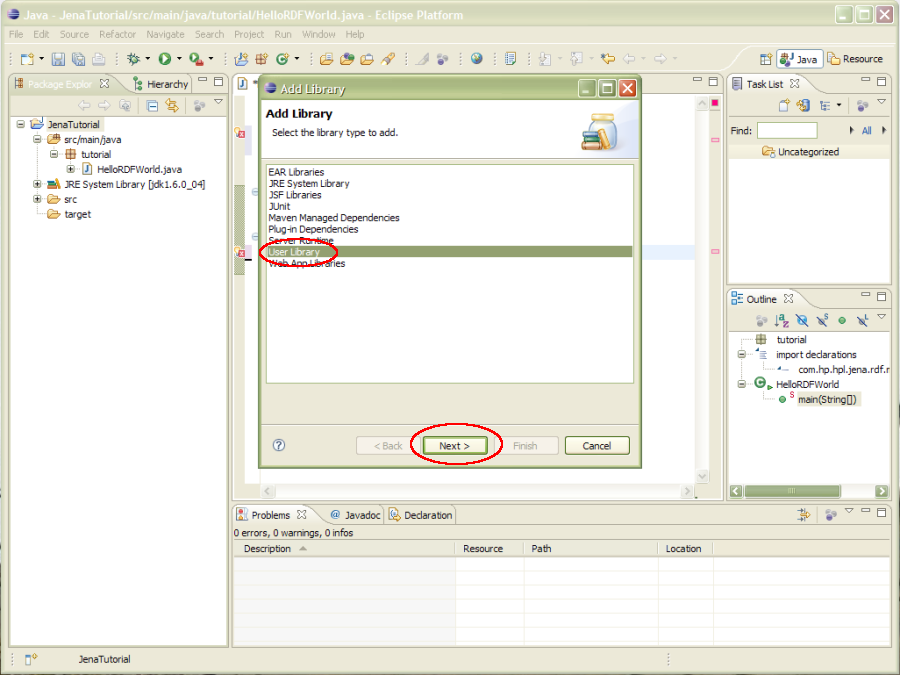 Java - JenaTutorial/src/main/java/tutorial/HelloRDFWorld.java - Eclipse Platform
File Edit Source Refactor Navigate Search Project Run Window Help
Java Resource
Package Explor Hierarchy
JenaTutorial
src/main/java
tutorial
HelloRDFWorld.java
JRE System Library [jdk1.6.0_04]
src
target
Add Library
Add Library
Select the library type to add.
EAR Libraries
JRE System Library
JSF Libraries
JUnit
Maven Managed Dependencies
Plug-in Dependencies
Server Runtime
User Library
Web App Libraries
< Back Next > Finish Cancel
Task List
Find: All
Uncategorized
Outline
tutorial
import declarations
com.hp.hpl.jena.rdf.r
HelloRDFWorld
main(String[])
Problems Javadoc Declaration
0 errors, 0 warnings, 0 infos
Description Resource Path Location
JenaTutorial